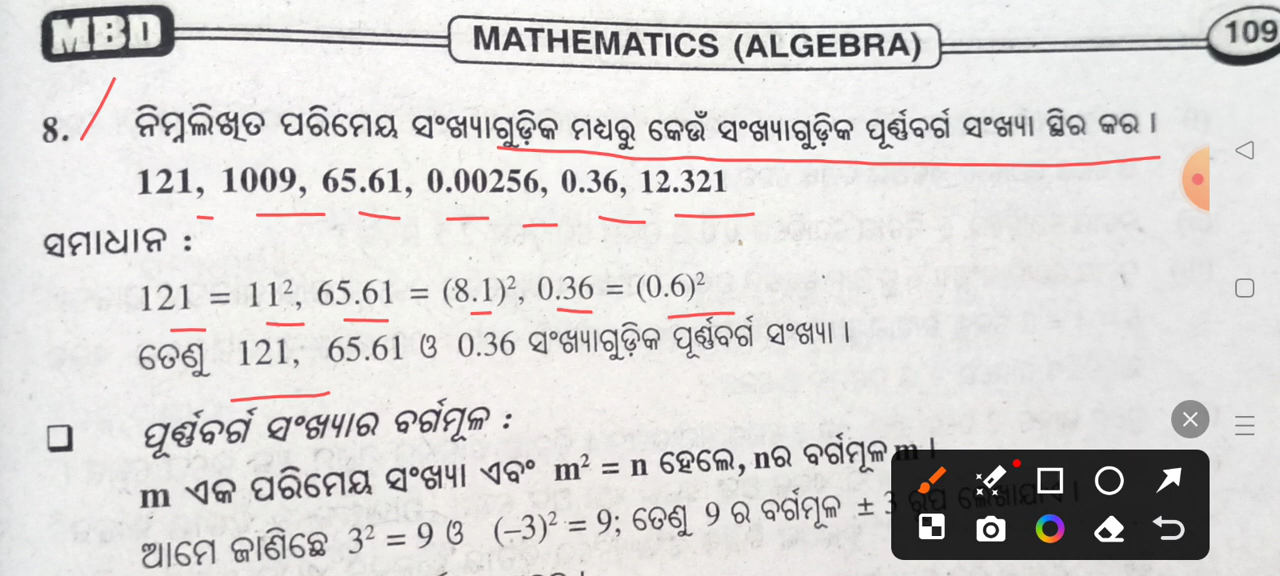 MBD
MATHEMATICS (ALGEBRA)
109
8. ନିମ୍ନଲିଖିତ ପରିମେୟ ସଂଖ୍ୟାଗୁଡ଼ିକ ମଧ୍ୟରୁ କେଉଁ ସଂଖ୍ୟାଗୁଡ଼ିକ ପୂର୍ଣ୍ଣବର୍ଗ ସଂଖ୍ୟା ସ୍ଥିର କର ।
121, 1009, 65.61, 0.00256, 0.36, 12.321
ସମାଧାନ :
121 = 11², 65.61 = (8.1)², 0.36 = (0.6)²
ତେଣୁ 121, 65.61 ଓ 0.36 ସଂଖ୍ୟାଗୁଡ଼ିକ ପୂର୍ଣ୍ଣବର୍ଗ ସଂଖ୍ୟା ।
ପୂର୍ଣ୍ଣବର୍ଗ ସଂଖ୍ୟାର ବର୍ଗମୂଳ :
m ଏକ ପରିମେୟ ସଂଖ୍ୟା ଏବଂ m² = n ହେଲେ, nର ବର୍ଗମୂଳ m ।
ଆମେ ଜାଣିଛେ 3² = 9 ଓ (–3)² = 9; ତେଣୁ 9 ର ବର୍ଗମୂଳ ± 3